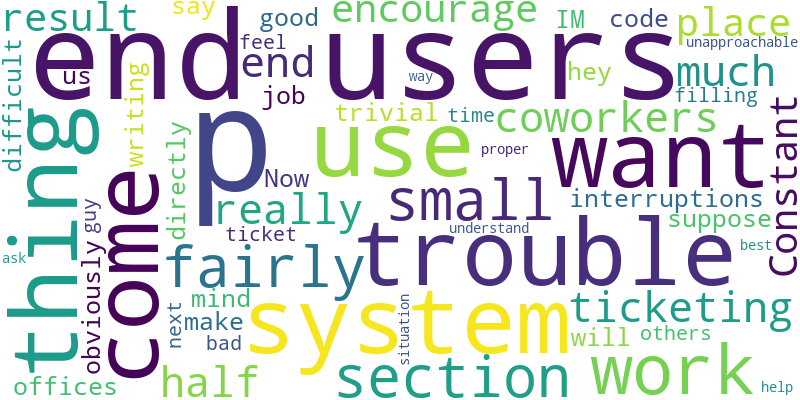 result
say
good
encourage
IM
code
place
end users
feel
unapproachable
us
end
way
hey
much
difficult
writing
job
filling
thing
p
trivial
time
coworkers
Constant
use
proper
want
directly
Now
come
really
small
interruptions
obviously
guy
ticket
understand
suppose
trouble
best
ask
fairly
mind
system
situation
ticketing
next
make
will
others
bad
section
work
offices
half
help